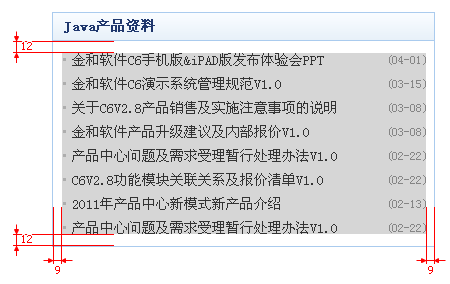 Java产品资料
12
金和软件C6手机版&iPAD版发布体验会PPT (04-01)
金和软件C6演示系统管理规范V1.0 (03-15)
关于C6V2.8产品销售及实施注意事项的说明 (03-08)
金和软件产品升级建议及内部报价V1.0 (03-08)
产品中心问题及需求受理暂行处理办法V1.0 (02-22)
C6V2.8功能模块关联关系及报价清单V1.0 (02-22)
2011年产品中心新模式新产品介绍 (02-13)
产品中心问题及需求受理暂行处理办法V1.0 (02-22)
12
9 9